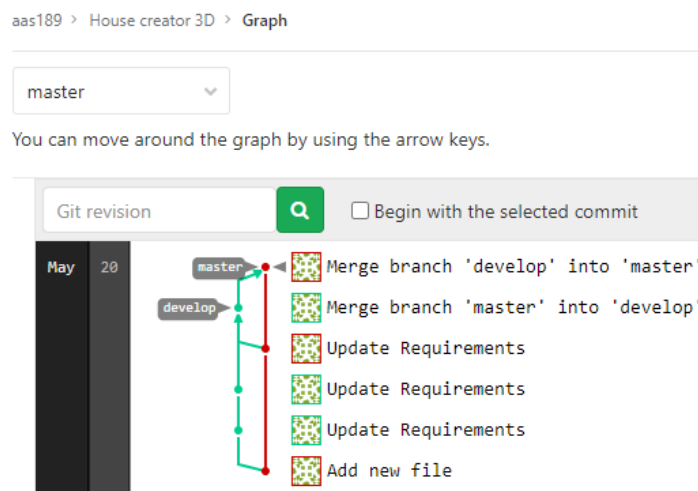 aas189 > House creator 3D > Graph
master
You can move around the graph by using the arrow keys.
Git revision
Begin with the selected commit
May 20 master Merge branch 'develop' into 'master'
develop Merge branch 'master' into 'develop'
Update Requirements
Update Requirements
Update Requirements
Add new file